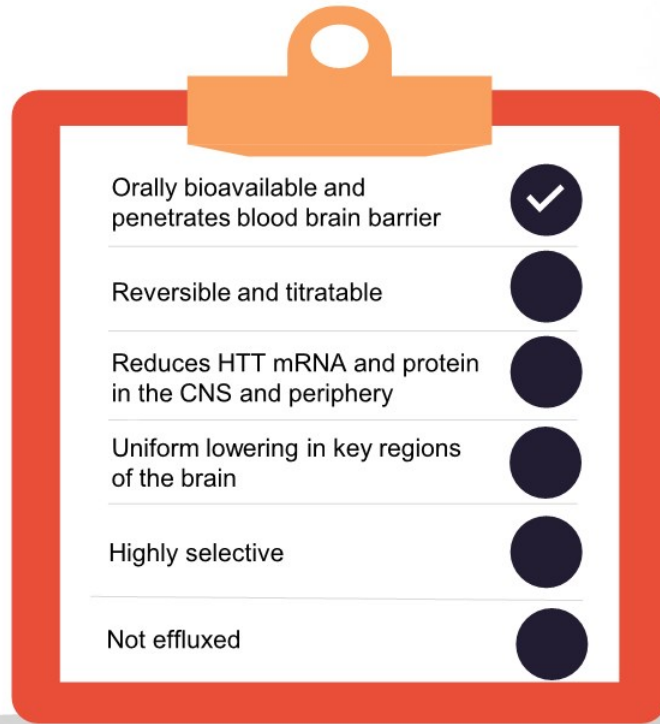 Orally bioavailable and
penetrates blood brain barrier
Reversible and titratable
Reduces HTT mRNA and protein
in the CNS and periphery
Uniform lowering in key regions
of the brain
Highly selective
Not effluxed